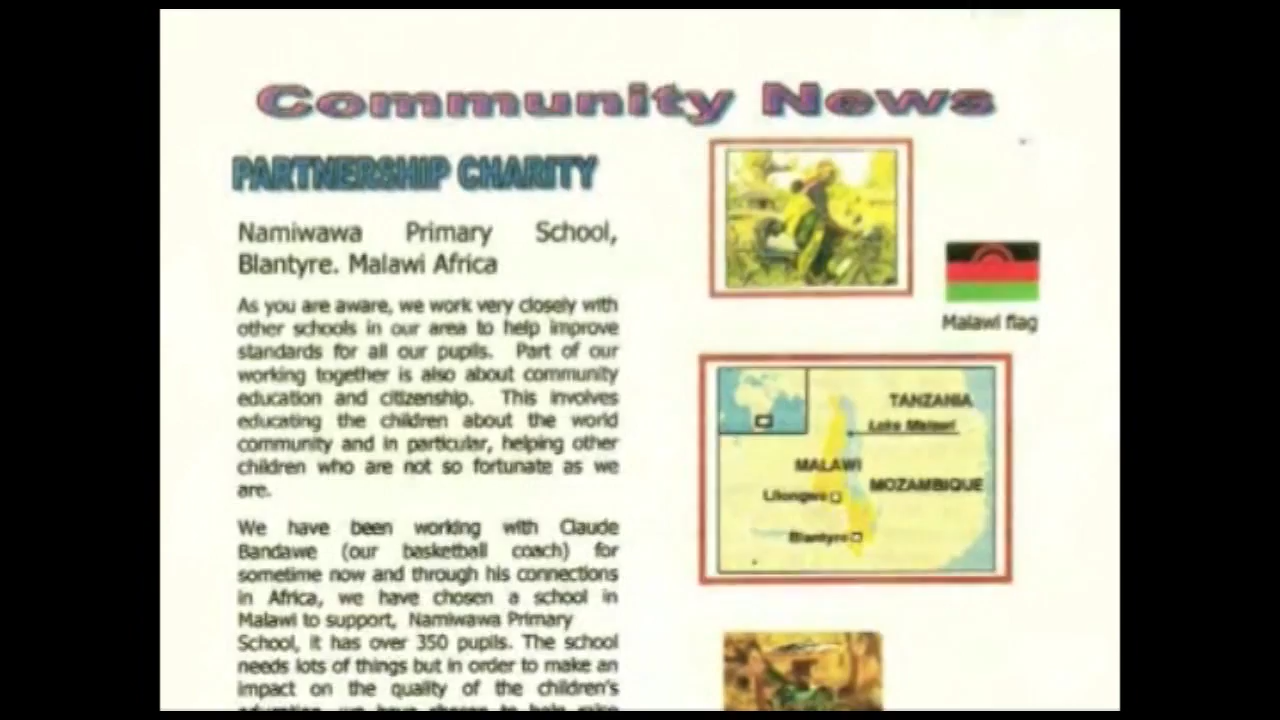 Community News
PARTNERSHIP CHARITY
Namiwawa Primary School,
Blantyre. Malawi Africa
As you are aware, we work very closely with
other schools in our area to help improve
standards for all our pupils. Part of our
working together is also about community
education and citizenship. This involves
educating the children about the world
community and in particular, helping other
children who are not so fortunate as we
are.
We have been working with Claude
Bandawe (our basketball coach) for
sometime now and through his connections
in Africa, we have chosen a school in
Malawi to support, Namiwawa Primary
School, it has over 350 pupils. The school
needs lots of things but in order to make an
impact on the quality of the children's
Malawi flag
TANZANIA
Lake Malawi
MALAWI
MOZAMBIQUE
Lilongwe
Blantyre